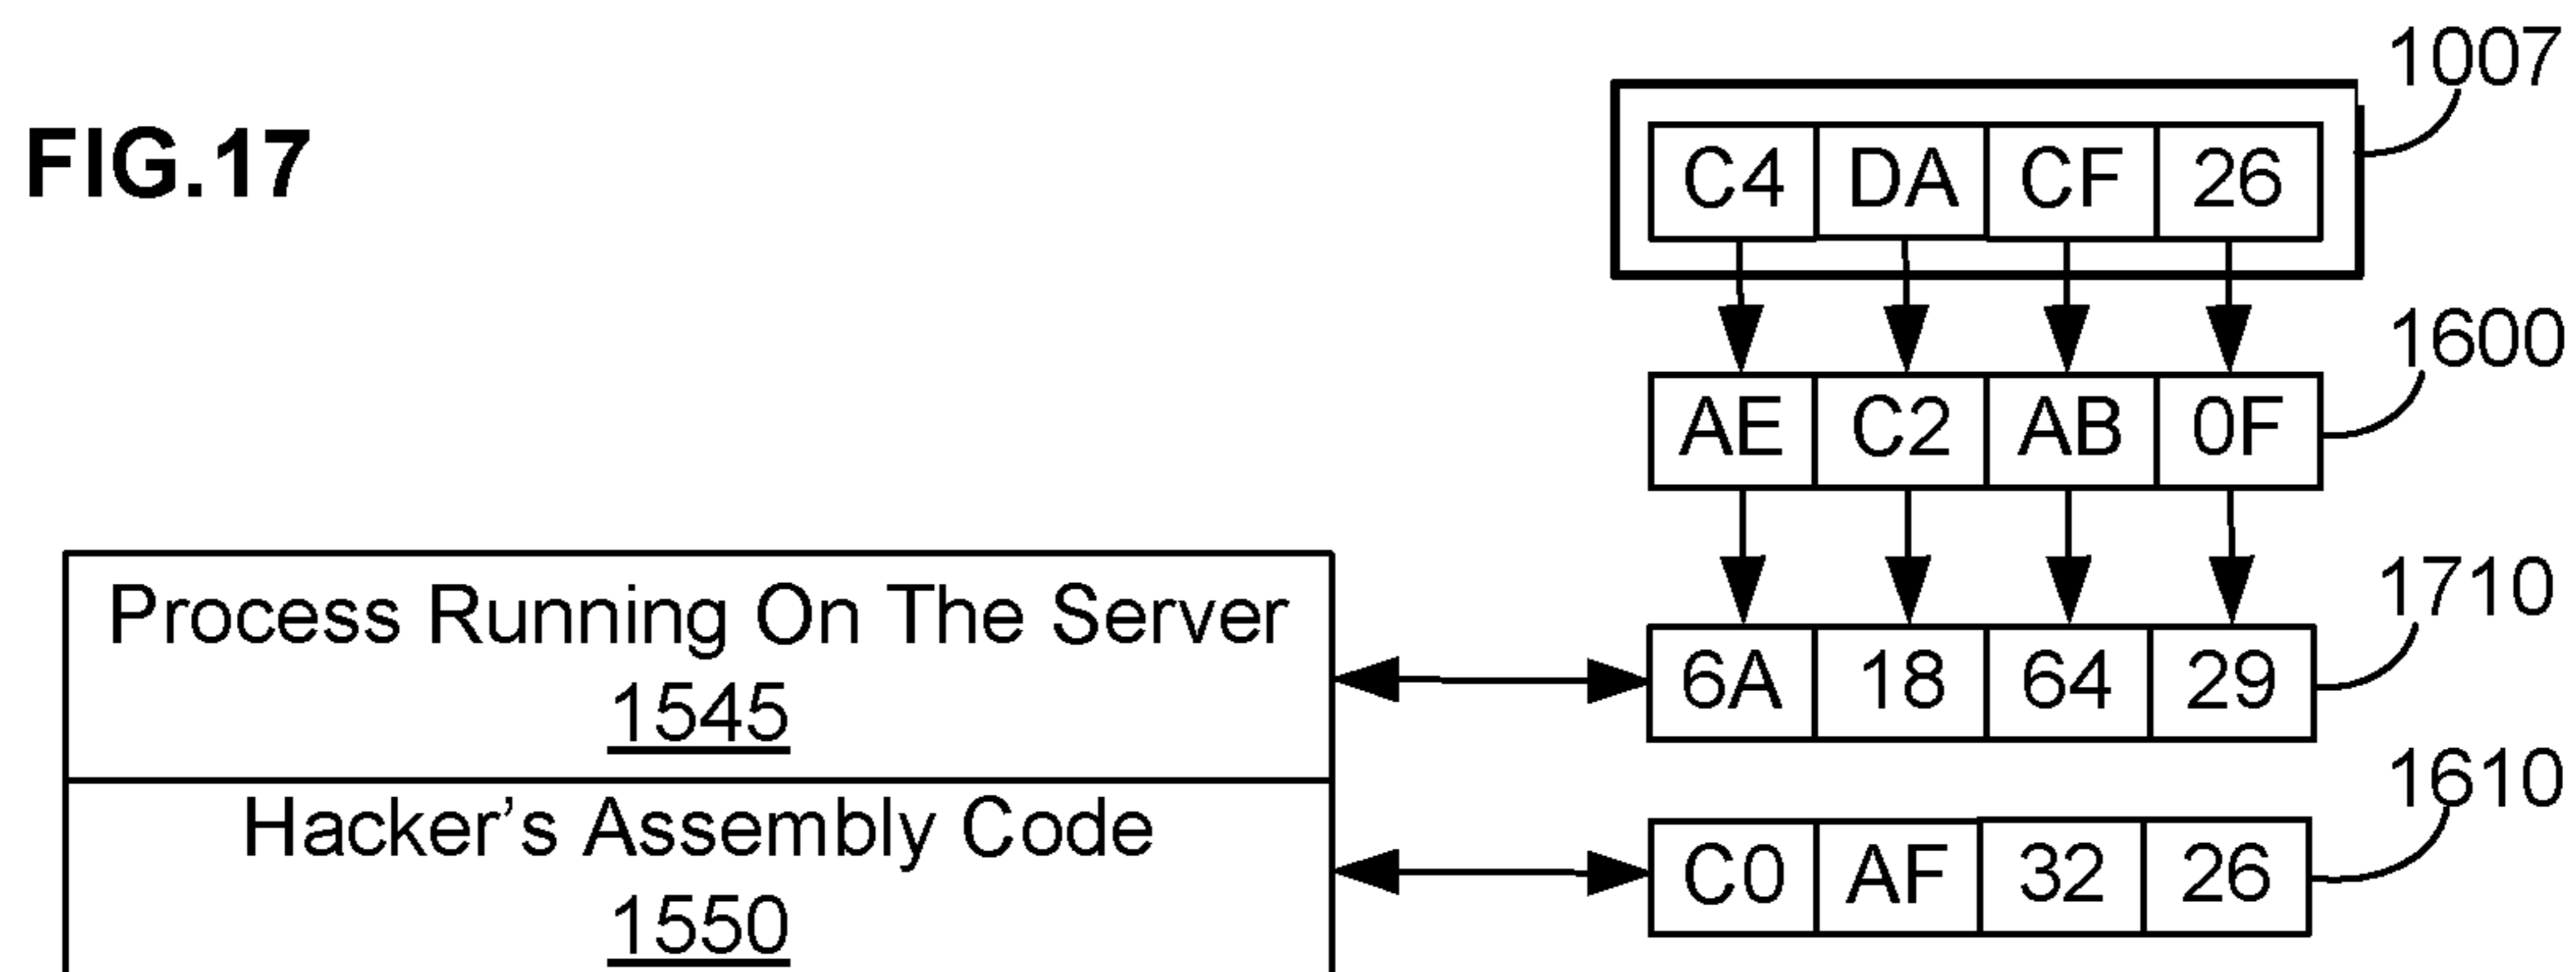 FIG.17
1007
C4 DA CF 26
1600
AE C2 AB 0F
1710
Process Running On The Server
1545
6A 18 64 29
1610
Hacker's Assembly Code
1550
C0 AF 32 26